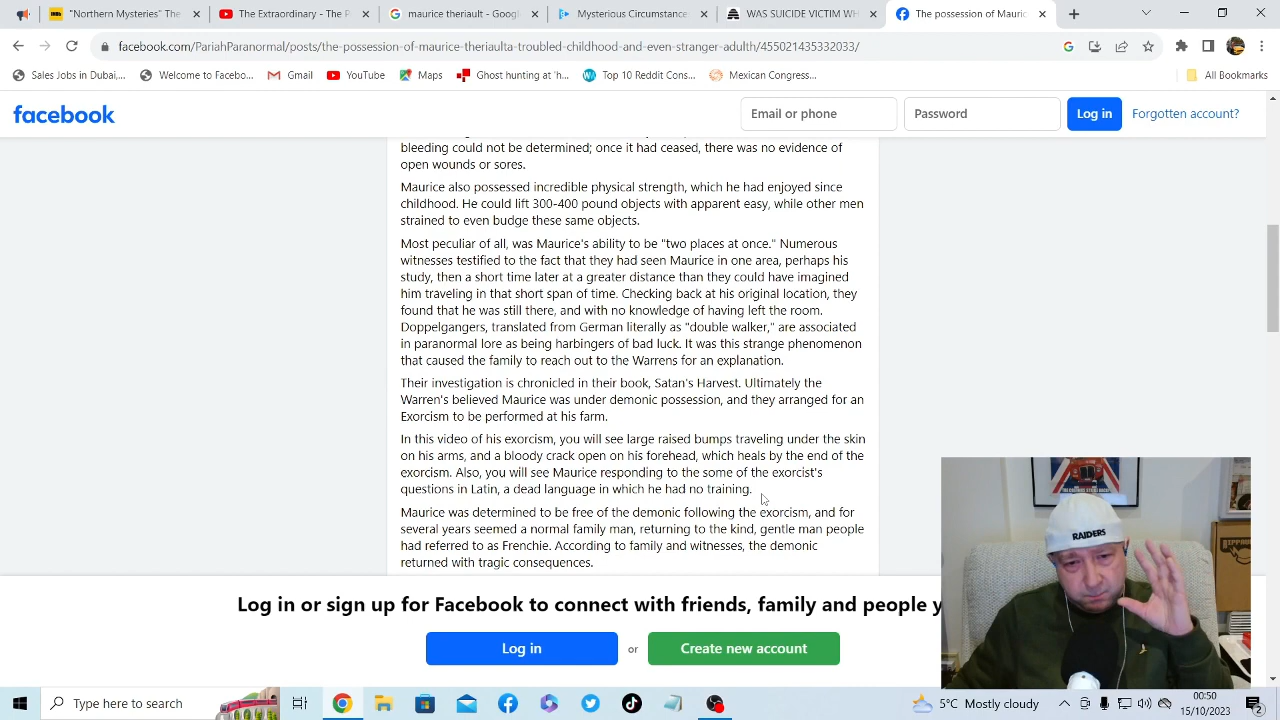 "Northern Mysteries" The
The Extraordinary - The P
maurice theriault - Googl
Mysterious Circumstance
WAS SUICIDE VICTIM WH
The possession of Mauric
facebook.com/PariahParanormal/posts/the-possession-of-maurice-theriaulta-troubled-childhood-and-even-stranger-adulth/455021435332033/
Sales Jobs in Dubai,...
Welcome to Facebo...
Gmail
YouTube
Maps
Ghost hunting at 'h...
Top 10 Reddit Cons...
Mexican Congress...
All Bookmarks
facebook
Email or phone
Password
Log in
Forgotten account?
bleeding could not be determined; once it had ceased, there was no evidence of
open wounds or sores.
Maurice also possessed incredible physical strength, which he had enjoyed since
childhood. He could lift 300-400 pound objects with apparent easy, while other men
strained to even budge these same objects.
Most peculiar of all, was Maurice's ability to be "two places at once." Numerous
witnesses testified to the fact that they had seen Maurice in one area, perhaps his
study, then a short time later at a greater distance than they could have imagined
him traveling in that short span of time. Checking back at his original location, they
found that he was still there, and with no knowledge of having left the room.
Doppelgangers, translated from German literally as "double walker," are associated
in paranormal lore as being harbingers of bad luck. It was this strange phenomenon
that caused the family to reach out to the Warrens for an explanation.
Their investigation is chronicled in their book, Satan's Harvest. Ultimately the
Warren's believed Maurice was under demonic possession, and they arranged for an
Exorcism to be performed at his farm.
In this video of his exorcism, you will see large raised bumps traveling under the skin
on his arms, and a bloody crack open on his forehead, which heals by the end of the
exorcism. Also, you will see Maurice responding to the some of the exorcist's
questions in Latin, a dead language in which he had no training.
Maurice was determined to be free of the demonic following the exorcism, and for
several years seemed a normal family man, returning to the kind, gentle man people
had referred to as Frenchie. According to family and witnesses, the demonic
returned with tragic consequences.
Log in or sign up for Facebook to connect with friends, family and people y
Log in
or
Create new account
RAIDERS
Type here to search
5°C Mostly cloudy
00:50
15/10/2023
2